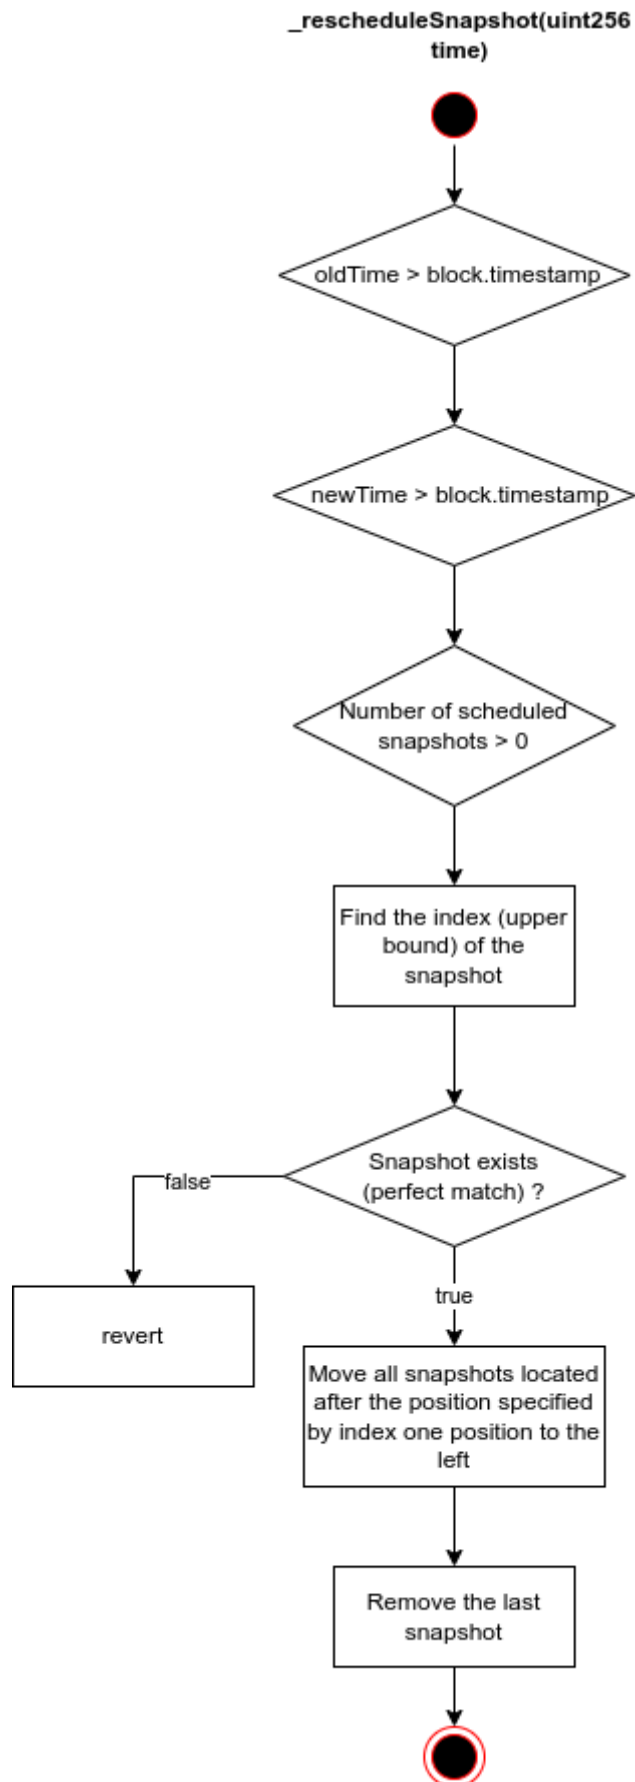 _rescheduleSnapshot(uint256
time)
oldTime > block.timestamp
newTime > block.timestamp
Number of scheduled
snapshots > 0
Find the index (upper
bound) of the
snapshot
Snapshot exists
(perfect match) ?
false
revert
true
Move all snapshots located
after the position specified
by index one position to the
left
Remove the last
snapshot